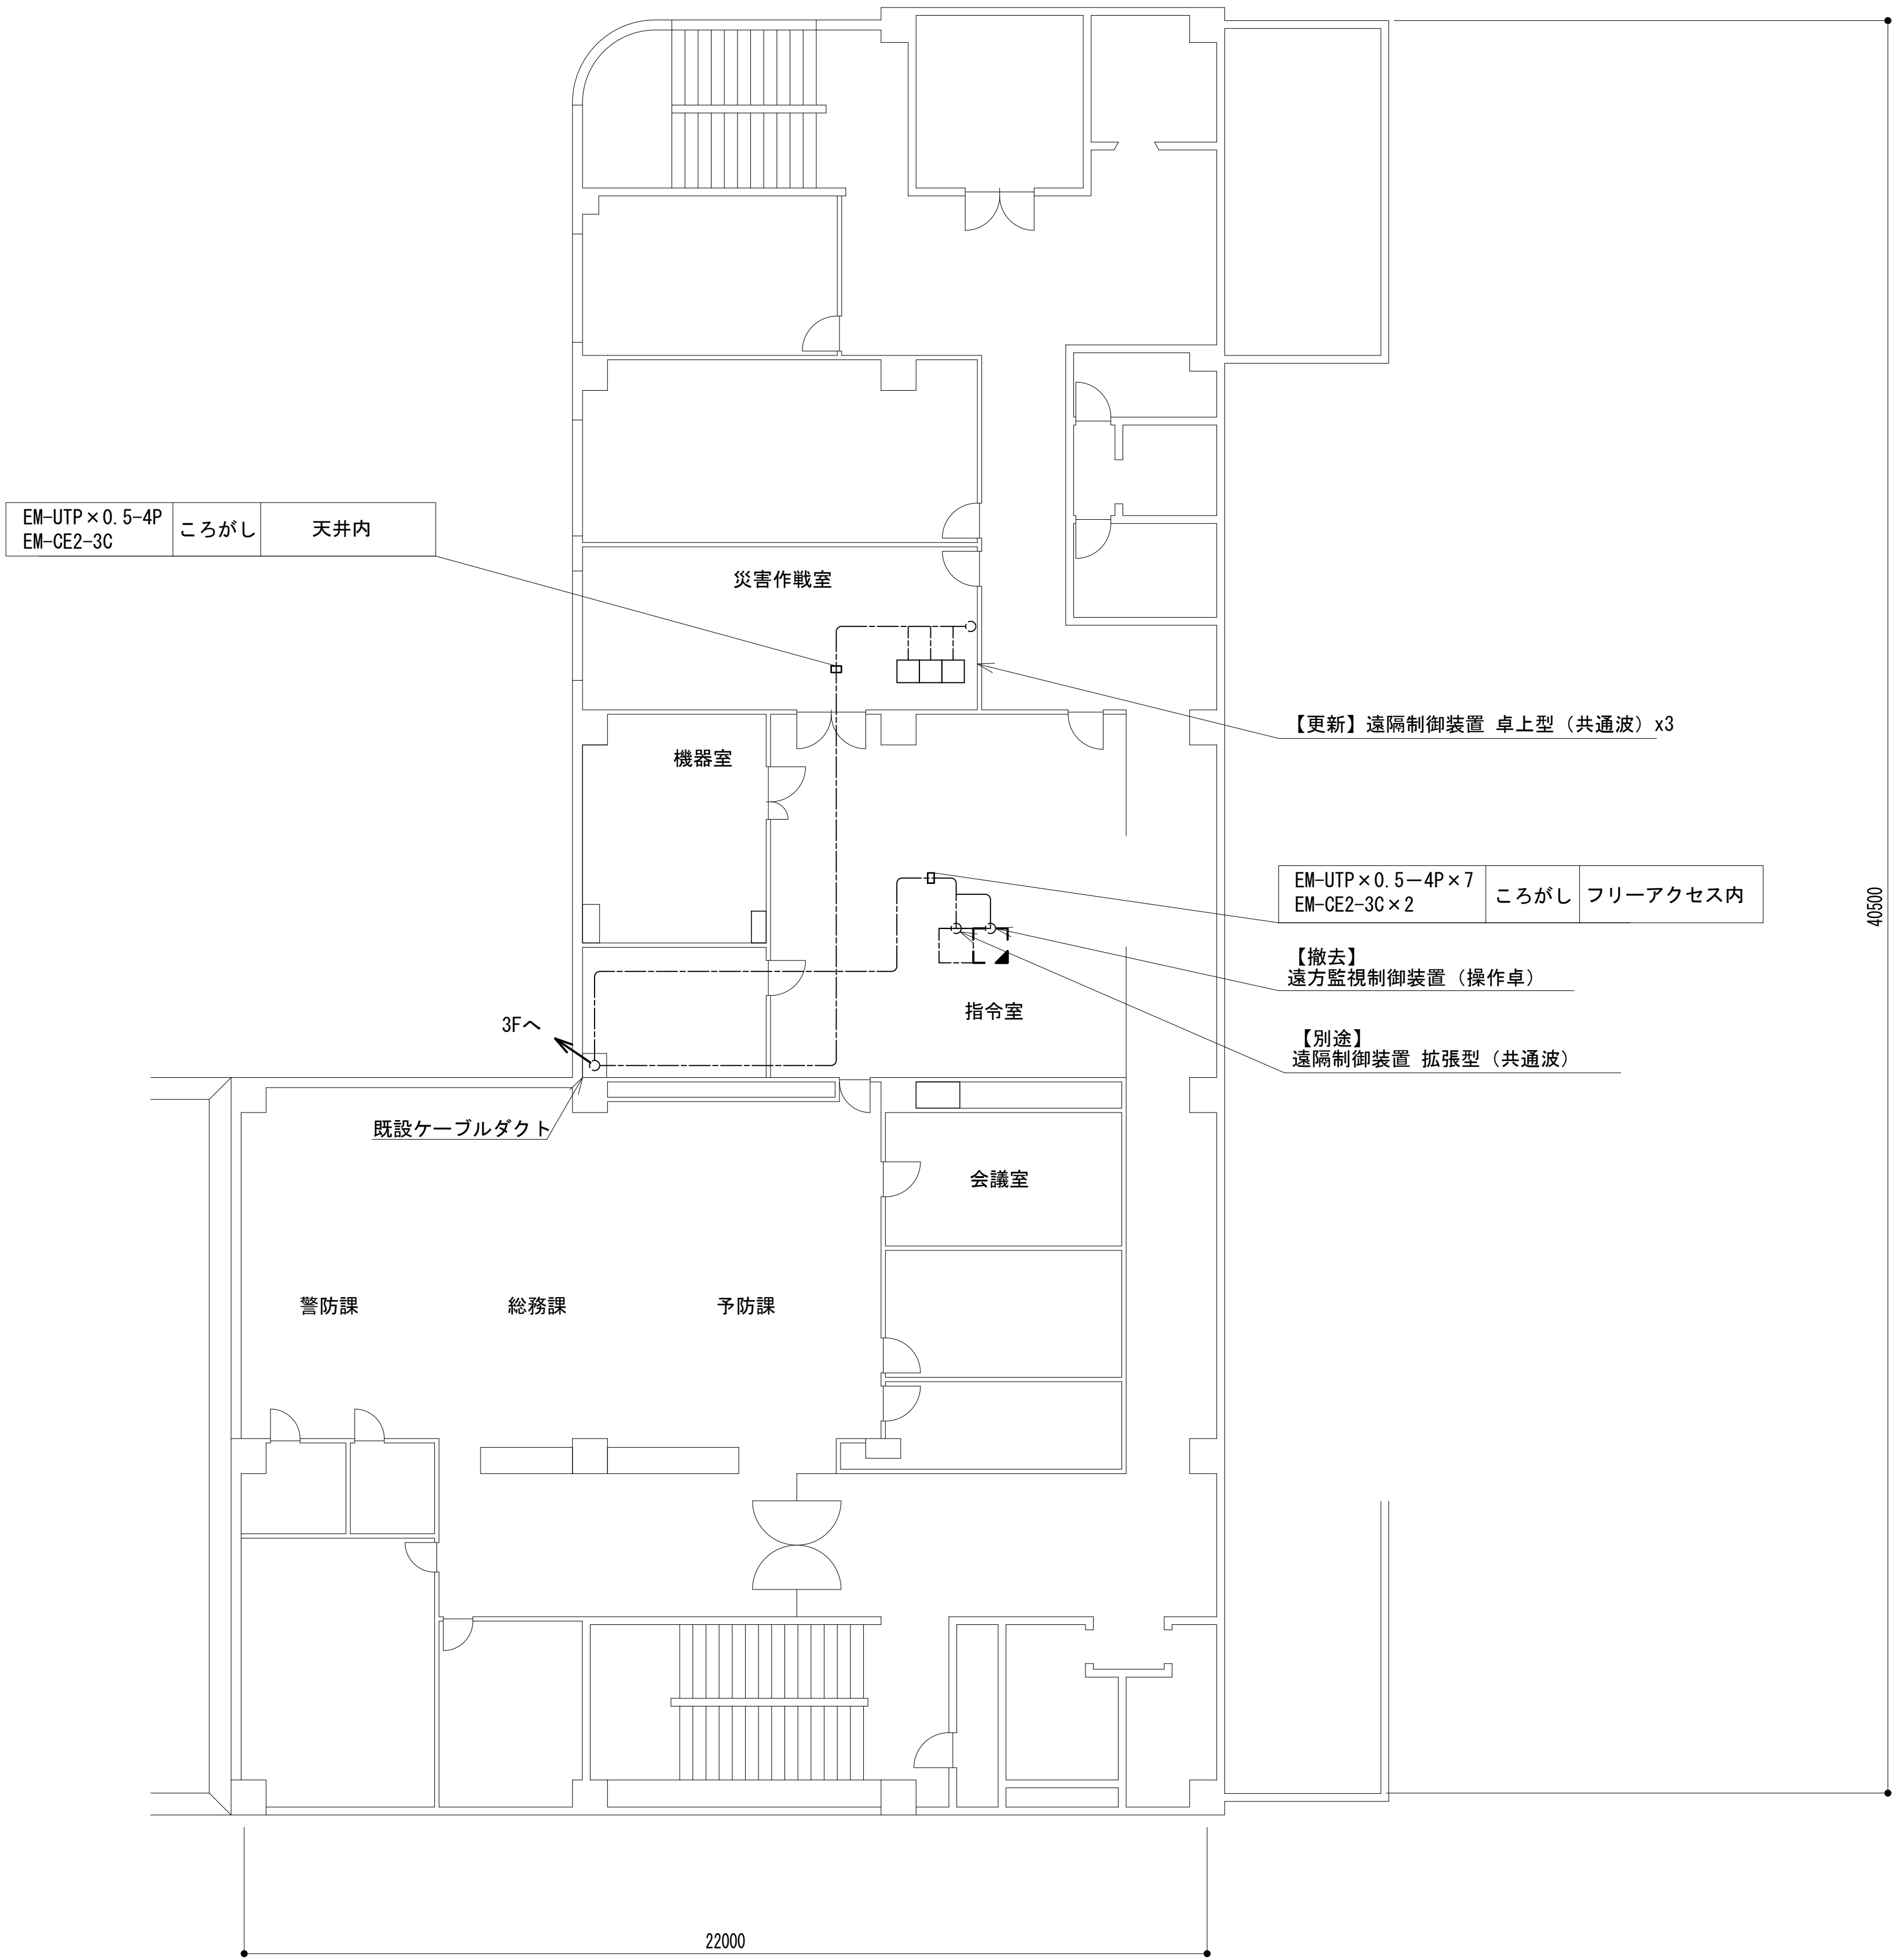 EM-UTP×0.5-4P
EM-CE2-3C
ころがし
天井内
災害作戦室
【更新】遠隔制御装置 卓上型（共通波）x3
機器室
EM-UTP×0.5－4P×7
EM-CE2-3C×2
ころがし
フリーアクセス内
40500
【撤去】
遠方監視制御装置（操作卓）
指令室
3Fへ
【別途】
遠隔制御装置 拡張型（共通波）
既設ケーブルダクト
会議室
警防課
総務課
予防課
22000